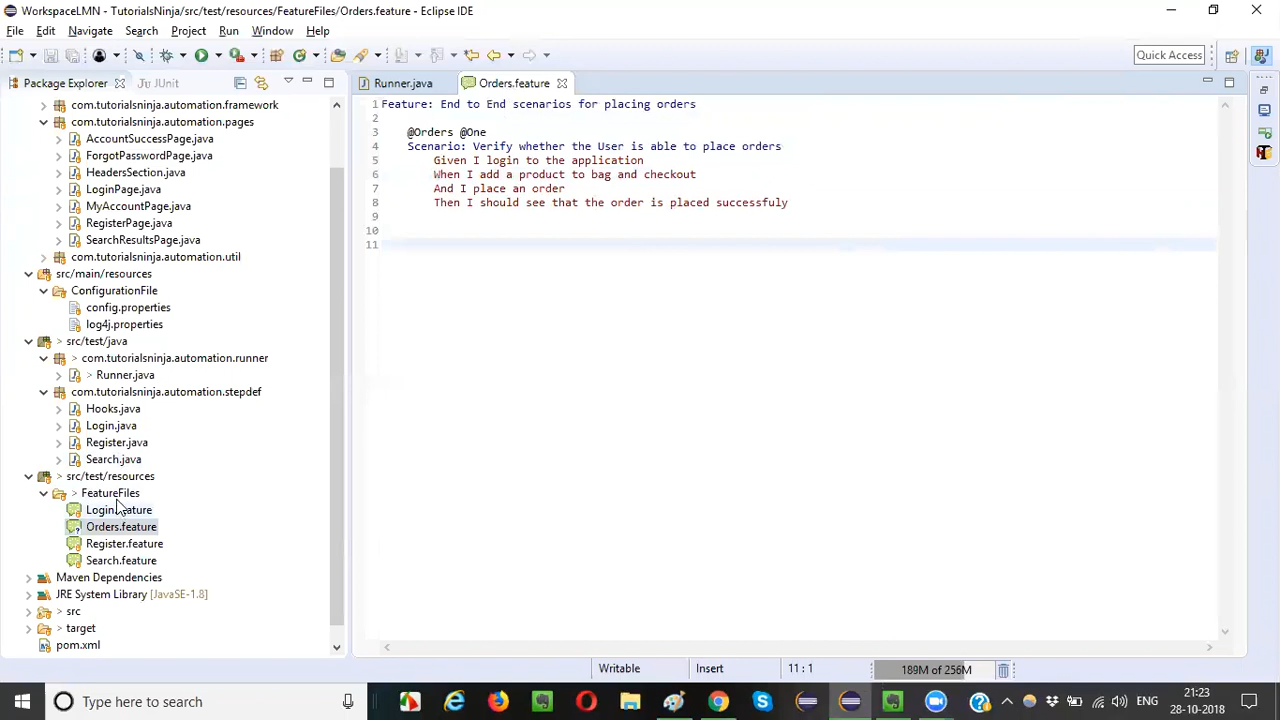 WorkspaceLMN - TutorialsNinja/src/test/resources/FeatureFiles/Orders.feature - Eclipse IDE
File Edit Navigate Search Project Run Window Help
Quick Access
Package Explorer JUnit
Runner.java Orders.feature
com.tutorialsninja.automation.framework
com.tutorialsninja.automation.pages
AccountSuccessPage.java
ForgotPasswordPage.java
HeadersSection.java
LoginPage.java
MyAccountPage.java
RegisterPage.java
SearchResultsPage.java
com.tutorialsninja.automation.util
src/main/resources
ConfigurationFile
config.properties
log4j.properties
> src/test/java
> com.tutorialsninja.automation.runner
> Runner.java
com.tutorialsninja.automation.stepdef
Hooks.java
Login.java
Register.java
Search.java
> src/test/resources
> FeatureFiles
Login.feature
Orders.feature
Register.feature
Search.feature
Maven Dependencies
JRE System Library [JavaSE-1.8]
> src
> target
pom.xml
1 Feature: End to End scenarios for placing orders
2
3 @Orders @One
4 Scenario: Verify whether the User is able to place orders
5 Given I login to the application
6 When I add a product to bag and checkout
7 And I place an order
8 Then I should see that the order is placed successfuly
9
10
11
Writable Insert 11 : 1 189M of 256M
Type here to search
ENG
21:23
28-10-2018